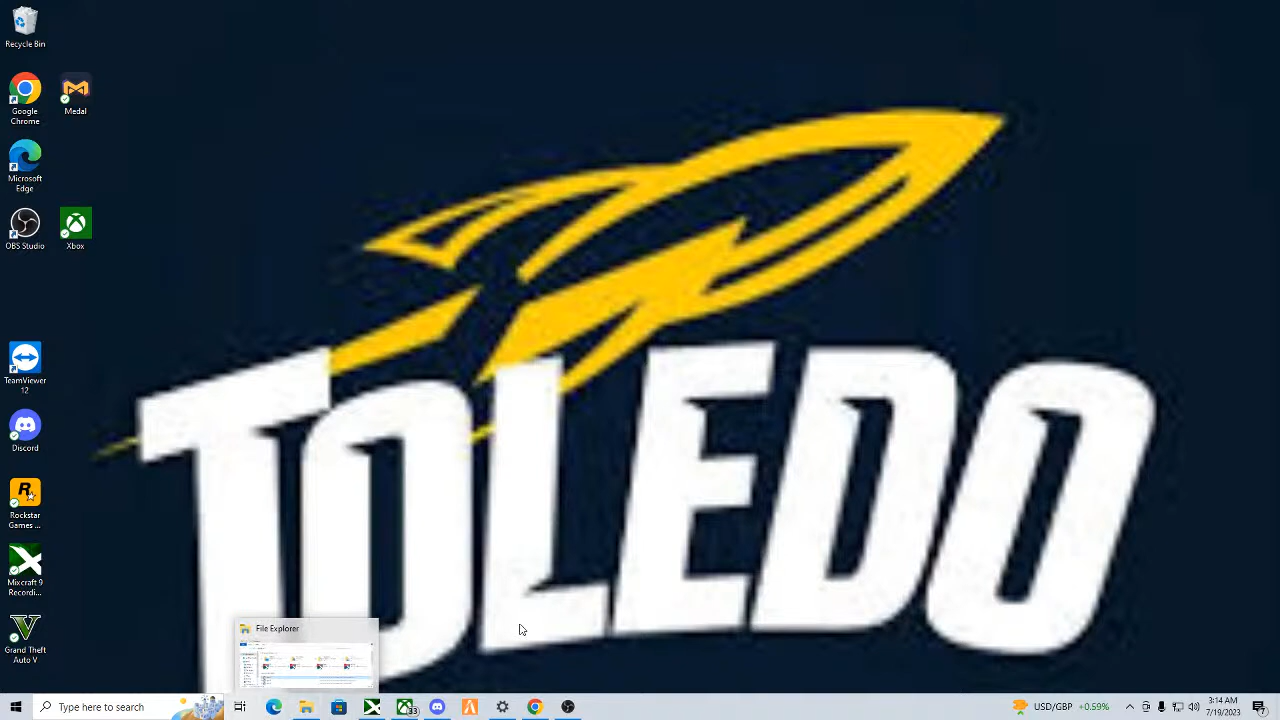 Recycle Bin
Google
Chrome
Medal
Microsoft
Edge
OBS Studio
Xbox
TeamViewer
12
Discord
Rockstar
Games ...
Mixcraft 9
Recordi...
Grand Theft
TOLEDO
File Explorer
Type here to search
33
USD/GBP +0.59%
3:14 AM
7/19/2023